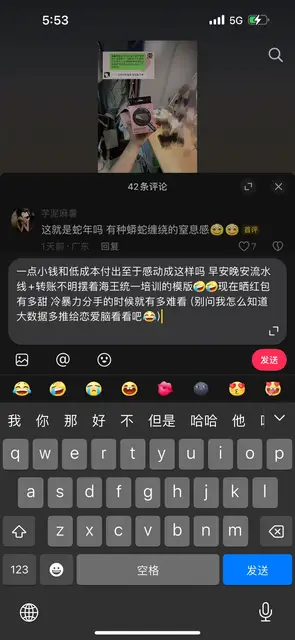 5:53
5G
42条评论
芋泥麻薯
这就是蛇年吗 有种蟒蛇缠绕的窒息感😄😄 首评
1天前 · 广东 回复
7
一点小钱和低成本付出至于感动成这样吗 早安晚安流水
线+转账不明摆着海王统一培训的模版🤣🤣现在晒红包
有多甜 冷暴力分手的时候就有多难看 (别问我怎么知道
大数据多推给恋爱脑看看吧😂)
@
发送
我 你 那 好 不 但是 哈哈 他
q w e r t y u i o p
a s d f g h j k l
z x c v b n m
123 空格 发送